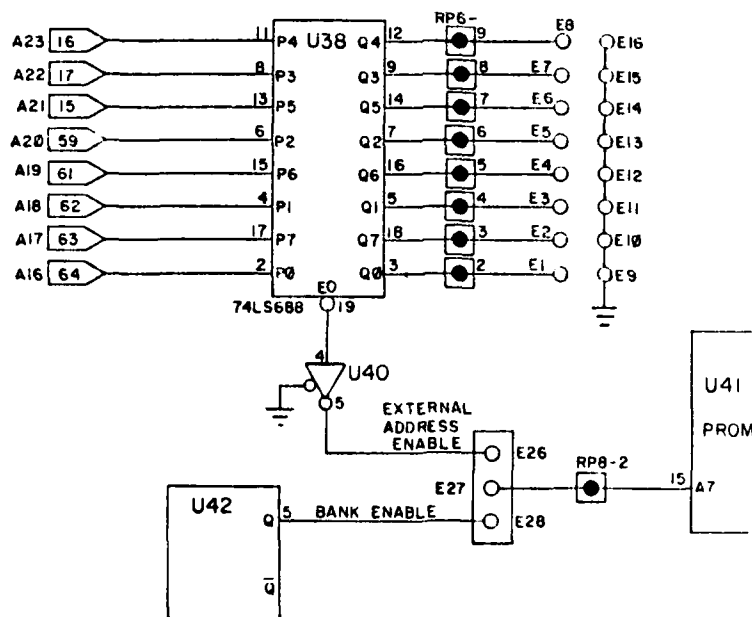 RP6-
A23 16 11 P4 U38 Q4 12 9 E8 E16
A22 17 8 P3 Q3 9 8 E7 E15
A21 15 13 P5 Q5 14 7 E6 E14
A20 59 6 P2 Q2 7 6 E5 E13
A19 61 15 P6 Q6 16 5 E4 E12
A18 62 4 P1 Q1 5 4 E3 E11
A17 63 17 P7 Q7 18 3 E2 E10
A16 64 2 P0 Q0 3 2 E1 E9
EO
74LS688 19
4
U40
5
EXTERNAL
ADDRESS
ENABLE
E26
U41
PROM
RP8-2
E27
15 A7
U42
Q 5 BANK ENABLE E28
Q̅